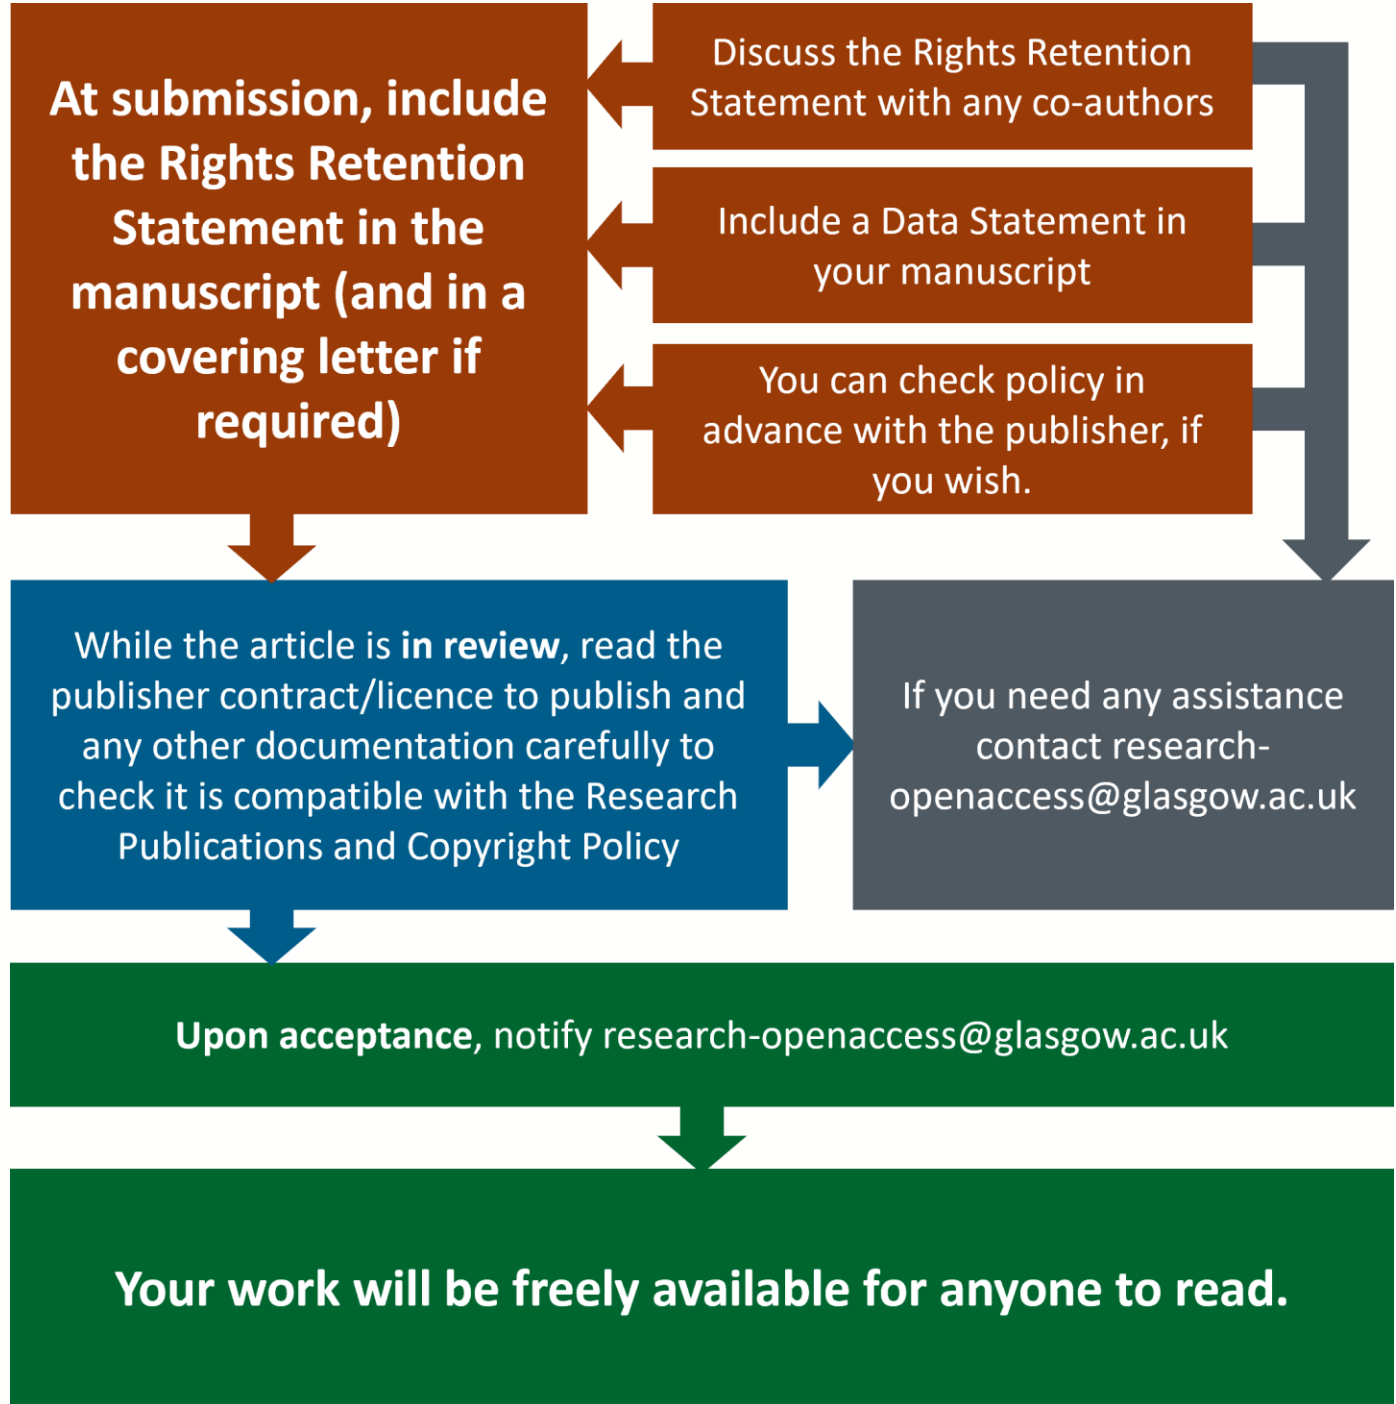 At submission, include
the Rights Retention
Statement in the
manuscript (and in a
covering letter if
required)
Discuss the Rights Retention
Statement with any co-authors
Include a Data Statement in
your manuscript
You can check policy in
advance with the publisher, if
you wish.
While the article is in review, read the
publisher contract/licence to publish and
any other documentation carefully to
check it is compatible with the Research
Publications and Copyright Policy
If you need any assistance
contact research-
openaccess@glasgow.ac.uk
Upon acceptance, notify research-openaccess@glasgow.ac.uk
Your work will be freely available for anyone to read.